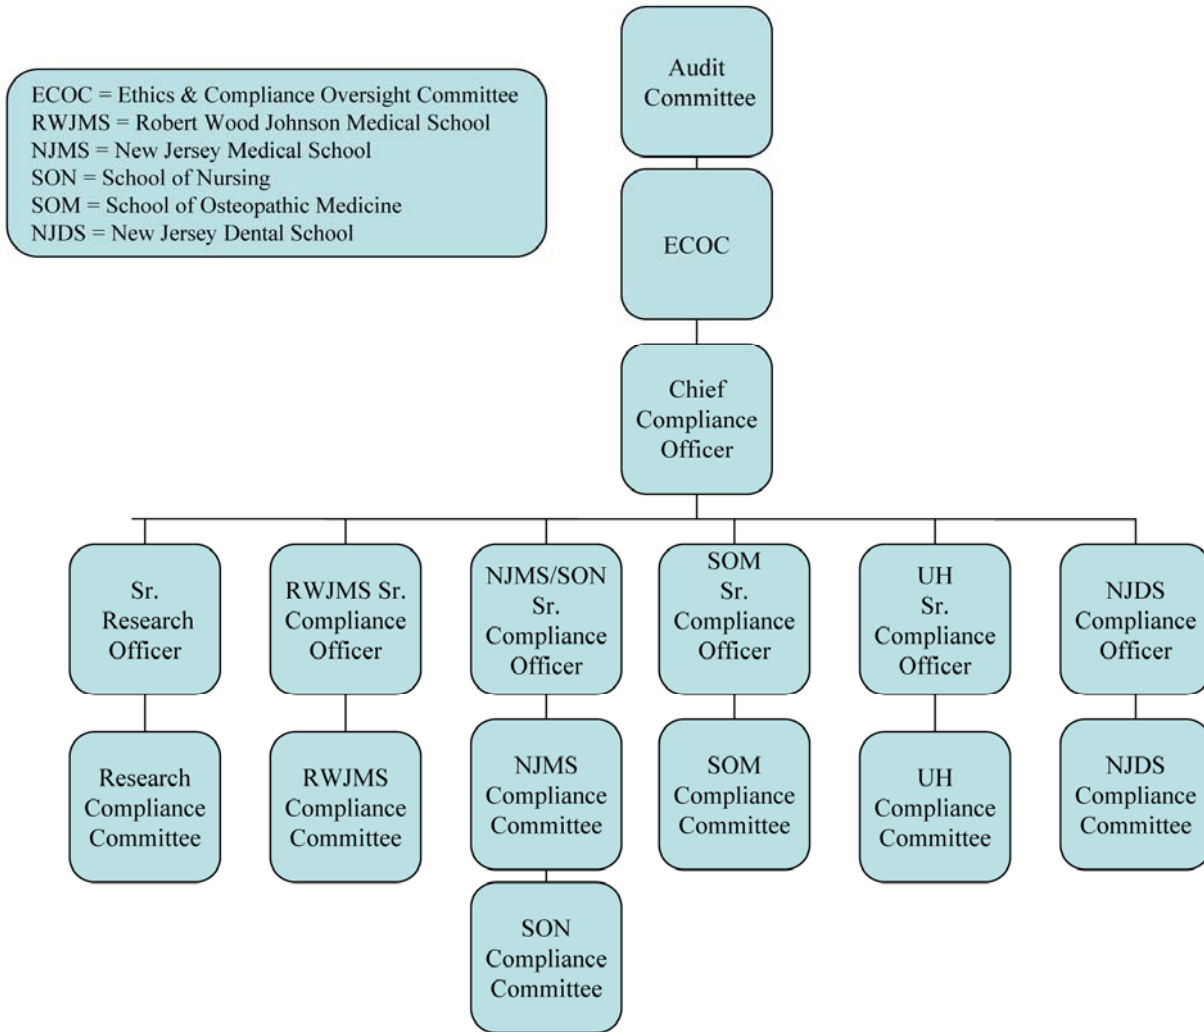 ECOC = Ethics & Compliance Oversight Committee
RWJMS = Robert Wood Johnson Medical School
NJMS = New Jersey Medical School
SON = School of Nursing
SOM = School of Osteopathic Medicine
NJDS = New Jersey Dental School
Audit
Committee
ECOC
Chief
Compliance
Officer
Sr.
Research
Officer
RWJMS Sr.
Compliance
Officer
NJMS/SON
Sr.
Compliance
Officer
SOM
Sr.
Compliance
Officer
UH
Sr.
Compliance
Officer
NJDS
Compliance
Officer
Research
Compliance
Committee
RWJMS
Compliance
Committee
NJMS
Compliance
Committee
SOM
Compliance
Committee
UH
Compliance
Committee
NJDS
Compliance
Committee
SON
Compliance
Committee